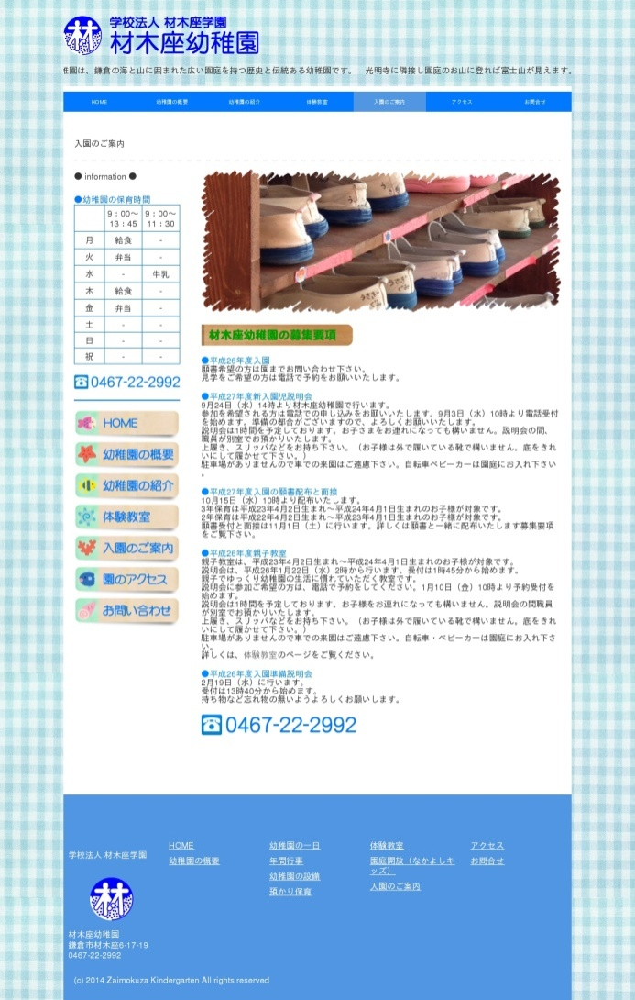 学校法人 材木座学園
材木座幼稚園
園は、鎌倉の海と山に囲まれた広い園庭を持つ歴史と伝統ある幼稚園です。　光明寺に隣接し園庭のお山に登れば富士山が見えます。
HOME 幼稚園の概要 幼稚園の紹介 体験教室 入園のご案内 アクセス お問合せ
入園のご案内
● information ●
●幼稚園の保育時間
9：00～13：45 9：00～11：30
月 給食 -
火 弁当 -
水 - 牛乳
木 給食 -
金 弁当 -
土 - -
日 - -
祝 - -
0467-22-2992
HOME
幼稚園の概要
幼稚園の紹介
体験教室
入園のご案内
園のアクセス
お問い合わせ
材木座幼稚園の募集要項
●平成26年度入園
願書希望の方は園までお問い合わせ下さい。
見学をご希望の方は電話で予約をお願いいたします。
●平成27年度新入園児説明会
9月24日（水）14時より材木座幼稚園で行います。
参加を希望される方は電話での申し込みをお願いいたします。9月3日（水）10時より電話受付
を始めます。準備の都合がございますので、よろしくお願いいたします。
説明会は1時間を予定しております。お子さまをお連れになっても構いません。説明会の間、
職員が別室でお預かりいたします。
上履き、スリッパなどをお持ち下さい。（お子様は外で履いている靴で構いません。底をきれ
いにして履かせて下さい。）
駐車場がありませんので車での来園はご遠慮下さい。自転車ベビーカーは園庭にお入れ下さい
。
●平成27年度入園の願書配布と面接
10月15日（水）10時より配布いたします。
3年保育は平成23年4月2日生まれ～平成24年4月1日生まれのお子様が対象です。
2年保育は平成22年4月2日生まれ～平成23年4月1日生まれのお子様が対象です。
願書受付と面接は11月1日（土）に行います。詳しくは願書と一緒に配布いたします募集要項
をご覧下さい。
●平成26年度親子教室
親子教室は、平成23年4月2日生まれ～平成24年4月1日生まれのお子様が対象です。
説明会は、平成26年1月22日（水）2時から行います。受付は1時45分から始めます。
親子でゆっくり幼稚園の生活に慣れていただく教室です。
説明会に参加ご希望の方は、電話で予約をしてください。1月10日（金）10時より予約受付を
始めます。
説明会は1時間を予定しております。お子様をお連れになっても構いません。説明会の間職員
が別室でお預かりいたします。
上履き、スリッパなどをお持ち下さい。（お子様は外で履いている靴で構いません。底をきれ
いにして履かせて下さい。）
駐車場がありませんので車での来園はご遠慮下さい。自転車・ベビーカーは園庭にお入れ下さ
い。
詳しくは、体験教室のページをご覧ください。
●平成26年度入園準備説明会
2月19日（水）に行います。
受付は13時40分から始めます。
持ち物など忘れ物の無いようよろしくお願いします。
0467-22-2992
学校法人 材木座学園
材木座幼稚園
鎌倉市材木座6-17-19
0467-22-2992
HOME
幼稚園の概要
幼稚園の一日
年間行事
幼稚園の設備
預かり保育
体験教室
園庭開放（なかよしキ
ッズ）
入園のご案内
アクセス
お問合せ
(c) 2014 Zaimokuza Kindergarten All rights reserved